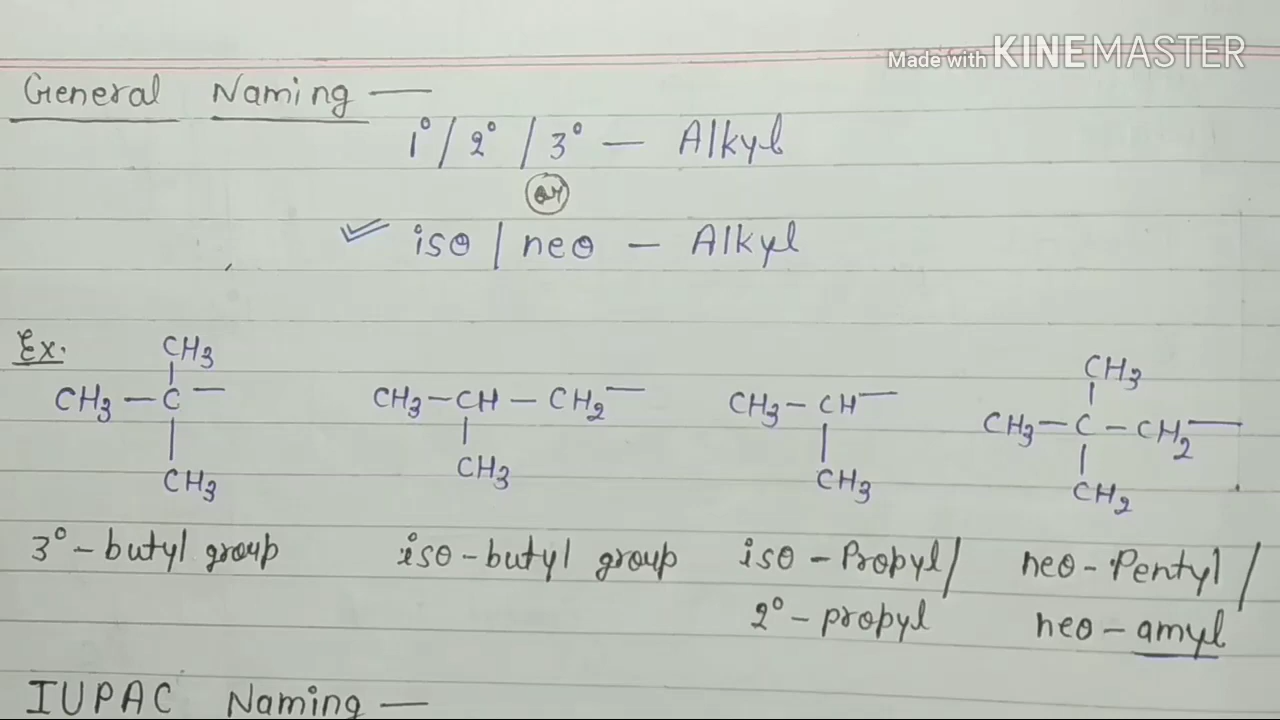 Made with KINEMASTER
General Naming —
1° / 2° / 3° — Alkyl
or
✓ iso / neo — Alkyl
Ex.
CH3 CH3
CH3 — C — CH3 — CH — CH2 — CH3 — CH — CH3 — C — CH2 —
CH3 CH3 CH3 CH2
3° - butyl group iso - butyl group iso - Propyl / neo - Pentyl /
2° - propyl neo - amyl
IUPAC Naming —